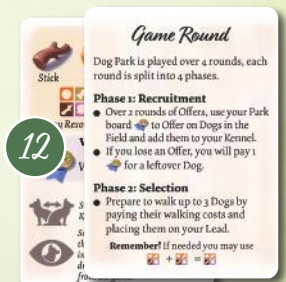 Game Round
Dog Park is played over 4 rounds, each
round is split into 4 phases.
Phase 1: Recruitment
Over 2 rounds of Offers, use your Park
board to Offer on Dogs in the
Field and add them to your Kennel.
If you lose an Offer, you will pay 1
for a leftover Dog.
Phase 2: Selection
Prepare to walk up to 3 Dogs by
paying their walking costs and
placing them on your Lead.
Remember! If needed you may use
+ =
Stick
12